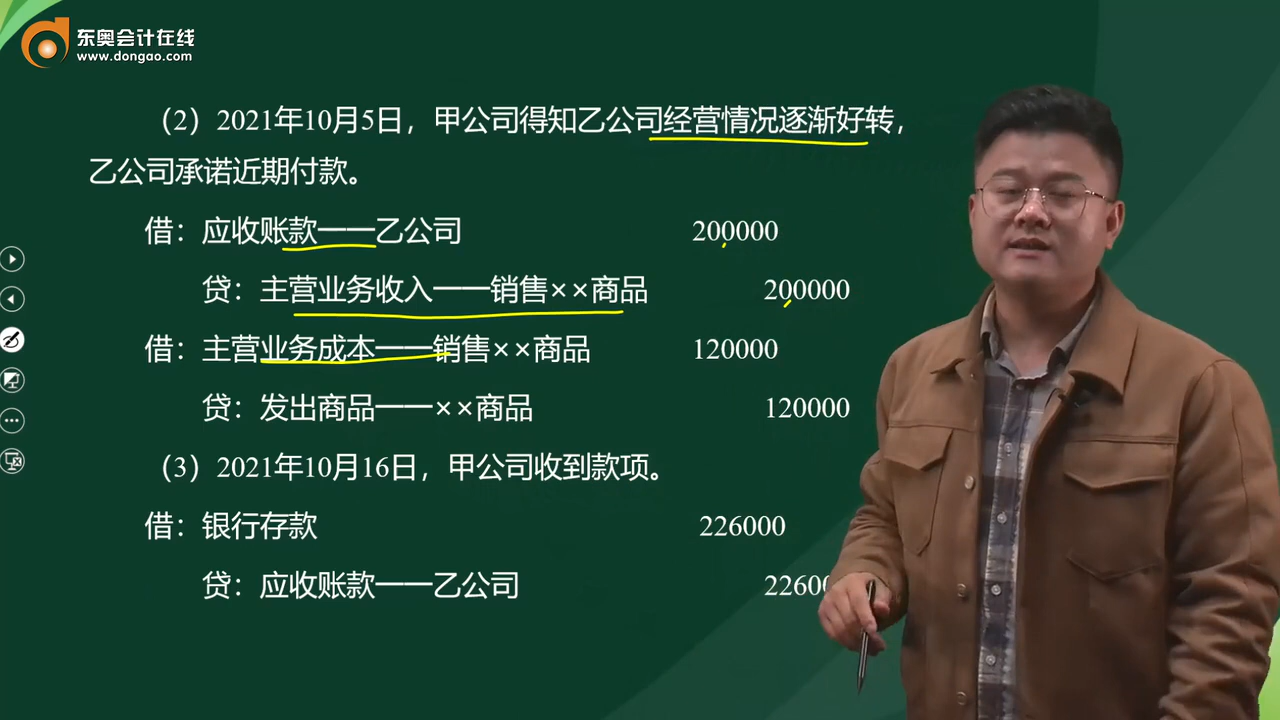 东奥会计在线
www.dongao.com
（2）2021年10月5日，甲公司得知乙公司经营情况逐渐好转，
乙公司承诺近期付款。
借：应收账款——乙公司 200000
贷：主营业务收入——销售××商品 200000
借：主营业务成本——销售××商品 120000
贷：发出商品——××商品 120000
（3）2021年10月16日，甲公司收到款项。
借：银行存款 226000
贷：应收账款——乙公司